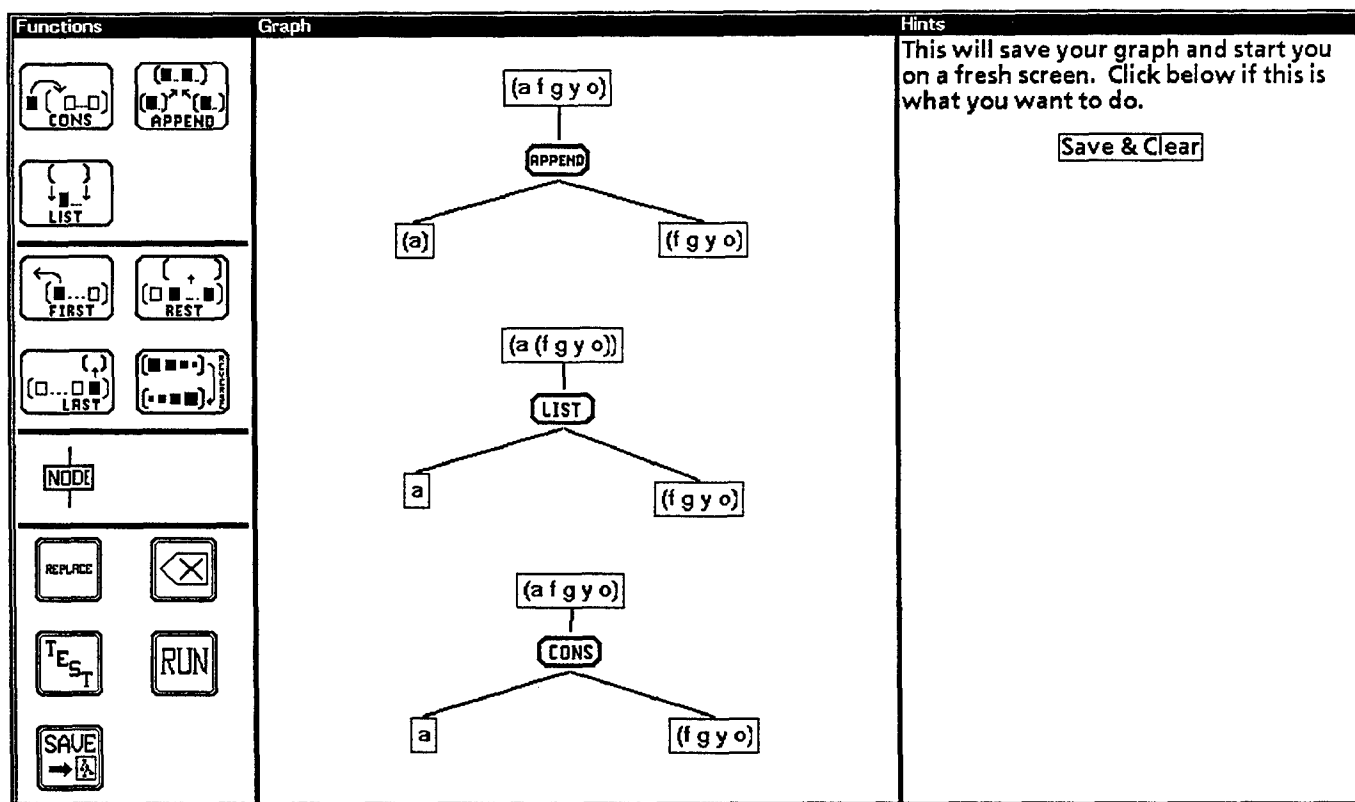 Functions
Graph
Hints
CONS
APPEND
LIST
FIRST
REST
LAST
REVERSE
NODE
REPLACE
TEST
RUN
SAVE
(a f g y o)
APPEND
(a)
(f g y o)
(a (f g y o))
LIST
a
(f g y o)
(a f g y o)
CONS
a
(f g y o)
This will save your graph and start you
on a fresh screen. Click below if this is
what you want to do.
Save & Clear